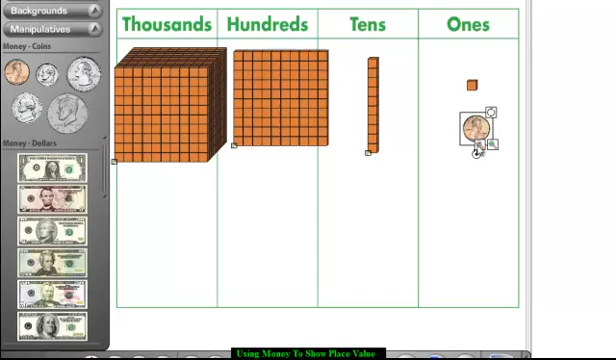 Backgrounds
Manipulatives
Money - Coins
Money - Dollars
Thousands Hundreds Tens Ones
Using Money To Show Place Value